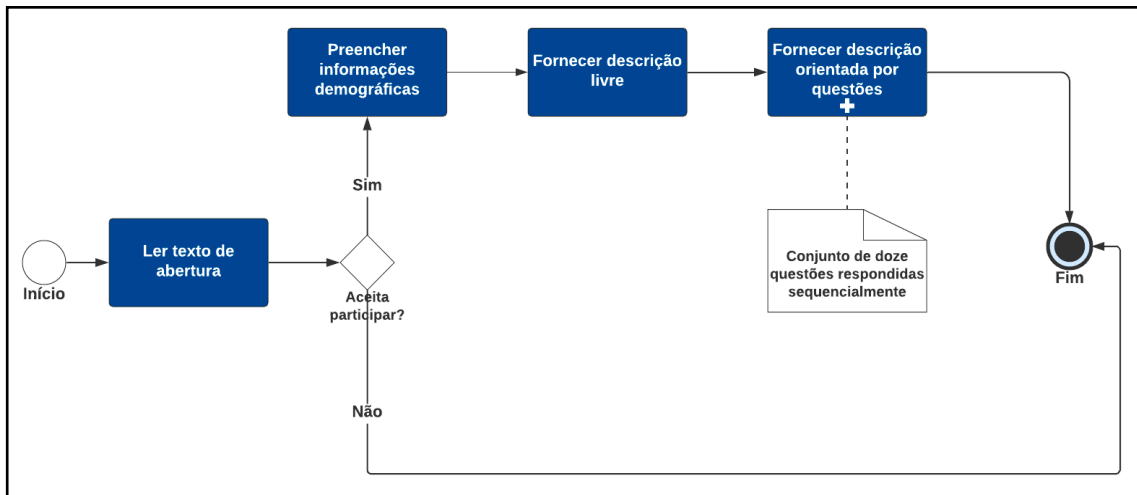 Preencher
informações
demográficas
Fornecer descrição
livre
Fornecer descrição
orientada por
questões
Sim
Ler texto de
abertura
Início
Aceita
participar?
Conjunto de doze
questões respondidas
sequencialmente
Fim
Não